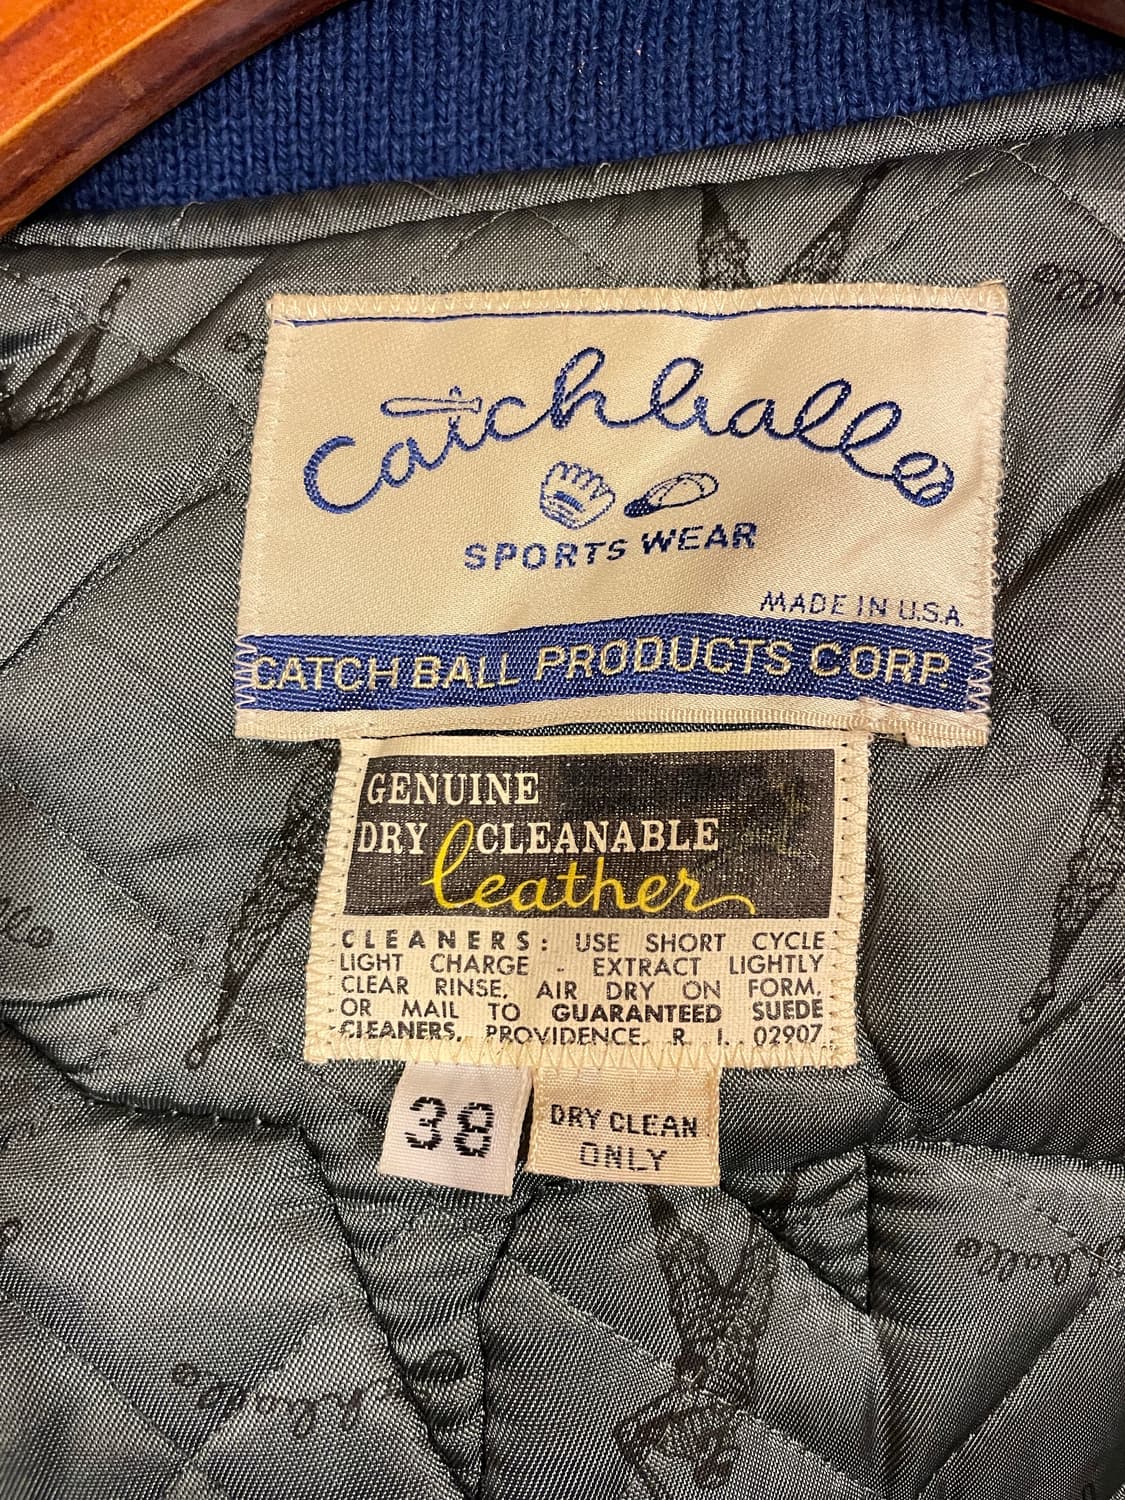 Catchball
SPORTS WEAR
MADE IN U.S.A.
CATCH BALL PRODUCTS CORP.
GENUINE
DRY CLEANABLE
leather
CLEANERS: USE SHORT CYCLE
LIGHT CHARGE - EXTRACT LIGHTLY
CLEAR RINSE, AIR DRY ON FORM.
OR MAIL TO GUARANTEED SUEDE
CLEANERS, PROVIDENCE, R. I. 02907
38
DRY CLEAN
ONLY